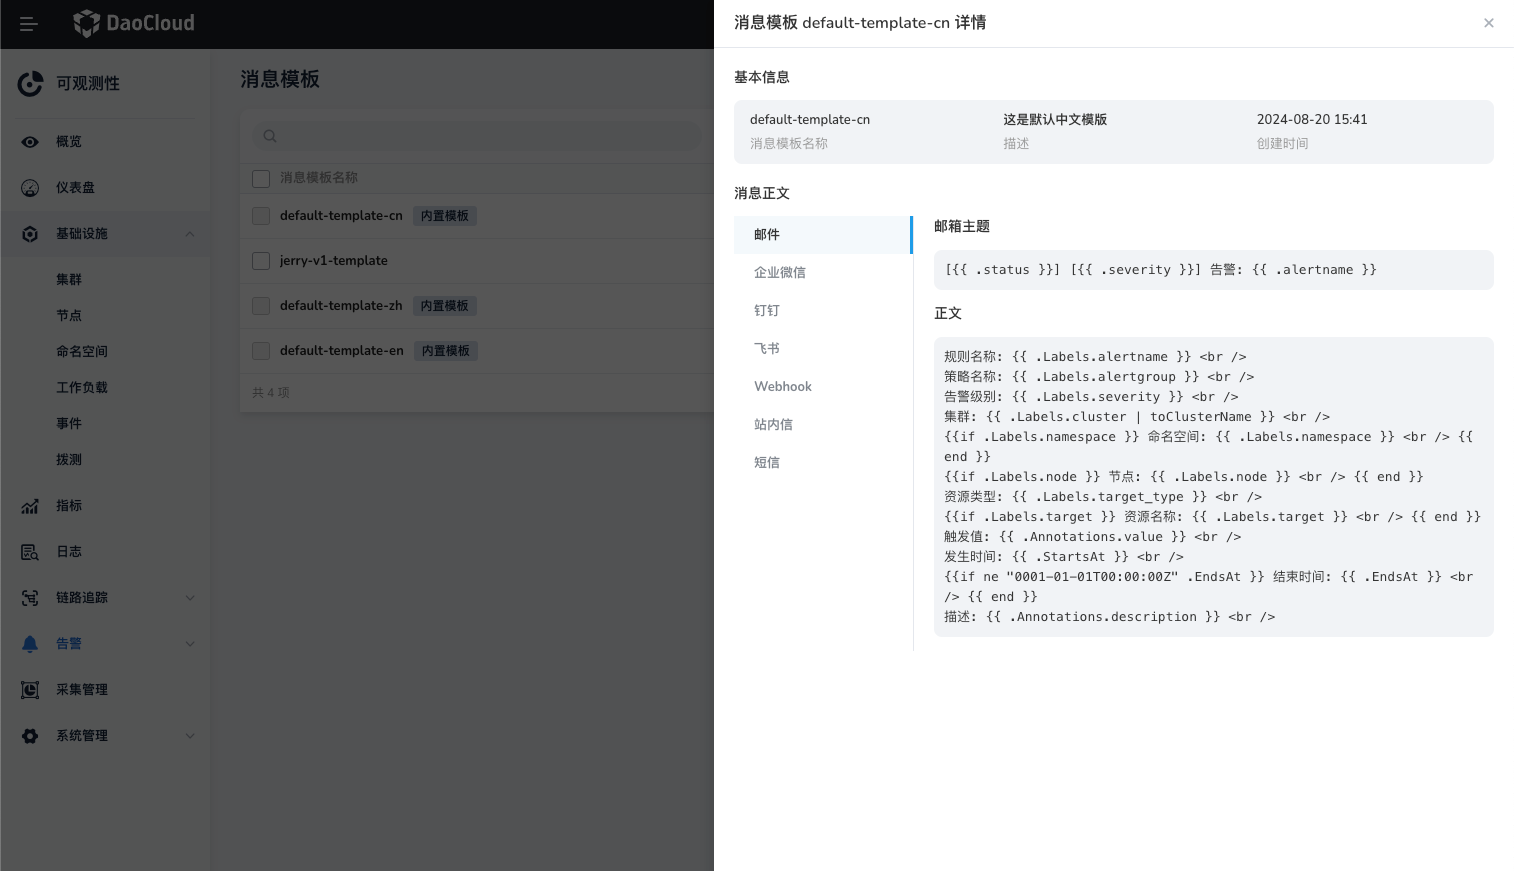 DaoCloud
可观测性
概览
仪表盘
基础设施
集群
节点
命名空间
工作负载
事件
拨测
指标
日志
链路追踪
告警
采集管理
系统管理
消息模板
消息模板名称
default-template-cn 内置模板
jerry-v1-template
default-template-zh 内置模板
default-template-en 内置模板
共 4 项
消息模板 default-template-cn 详情
基本信息
default-template-cn 这是默认中文模版 2024-08-20 15:41
消息模板名称 描述 创建时间
消息正文
邮件
企业微信
钉钉
飞书
Webhook
站内信
短信
邮箱主题
[{{ .status }}] [{{ .severity }}] 告警: {{ .alertname }}
正文
规则名称: {{ .Labels.alertname }} <br />
策略名称: {{ .Labels.alertgroup }} <br />
告警级别: {{ .Labels.severity }} <br />
集群: {{ .Labels.cluster | toClusterName }} <br />
{{if .Labels.namespace }} 命名空间: {{ .Labels.namespace }} <br /> {{
end }}
{{if .Labels.node }} 节点: {{ .Labels.node }} <br /> {{ end }}
资源类型: {{ .Labels.target_type }} <br />
{{if .Labels.target }} 资源名称: {{ .Labels.target }} <br /> {{ end }}
触发值: {{ .Annotations.value }} <br />
发生时间: {{ .StartsAt }} <br />
{{if ne "0001-01-01T00:00:00Z" .EndsAt }} 结束时间: {{ .EndsAt }} <br
/> {{ end }}
描述: {{ .Annotations.description }} <br />